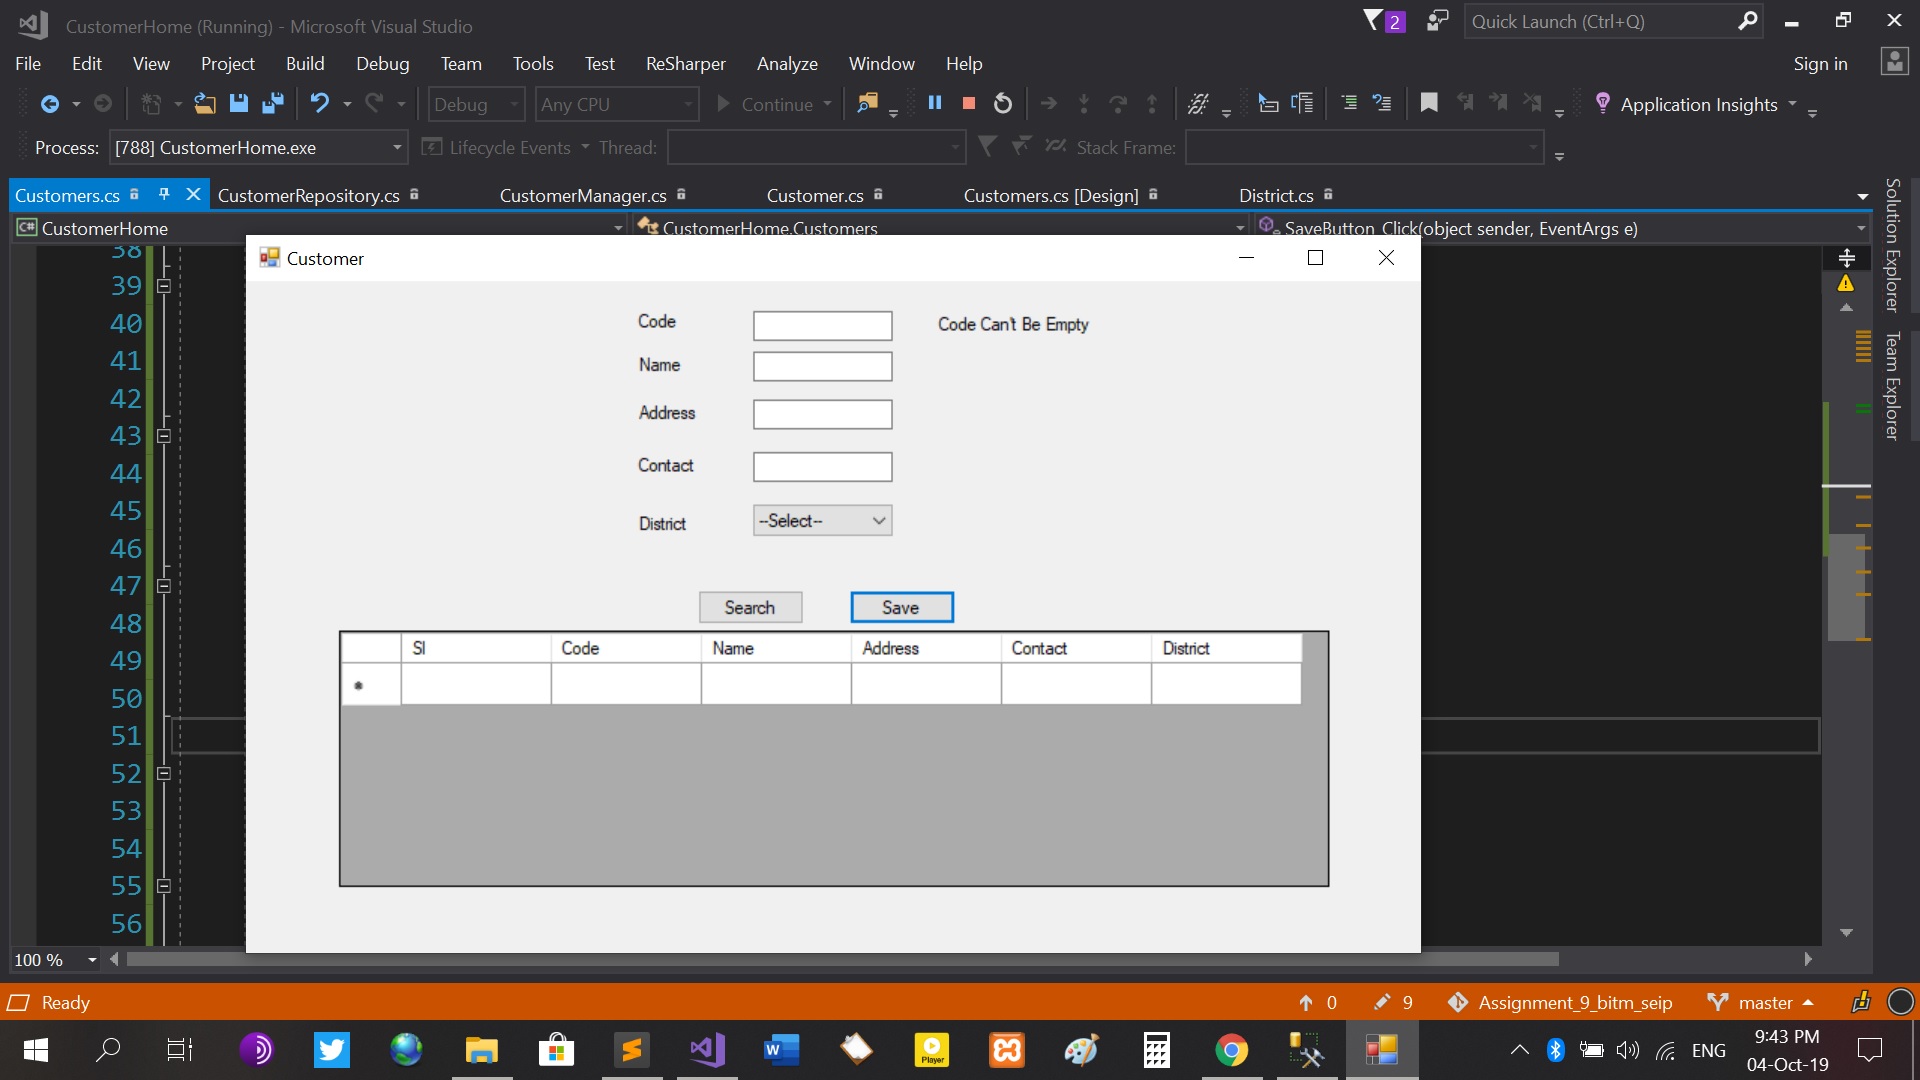 CustomerHome (Running) - Microsoft Visual Studio
2
Quick Launch (Ctrl+Q)
File Edit View Project Build Debug Team Tools Test ReSharper Analyze Window Help
Sign in
Debug Any CPU Continue Application Insights
Process: [788] CustomerHome.exe Lifecycle Events Thread: Stack Frame:
Customers.cs CustomerRepository.cs CustomerManager.cs Customer.cs Customers.cs [Design] District.cs
C# CustomerHome CustomerHome.Customers SaveButton_Click(object sender, EventArgs e)
Solution Explorer
Team Explorer
38
39
40
41
42
43
44
45
46
47
48
49
50
51
52
53
54
55
56
Customer
Code Code Can't Be Empty
Name
Address
Contact
District --Select--
Search Save
Sl Code Name Address Contact District
100 %
Ready 0 9 Assignment_9_bitm_seip master
W Player ENG
9:43 PM
04-Oct-19